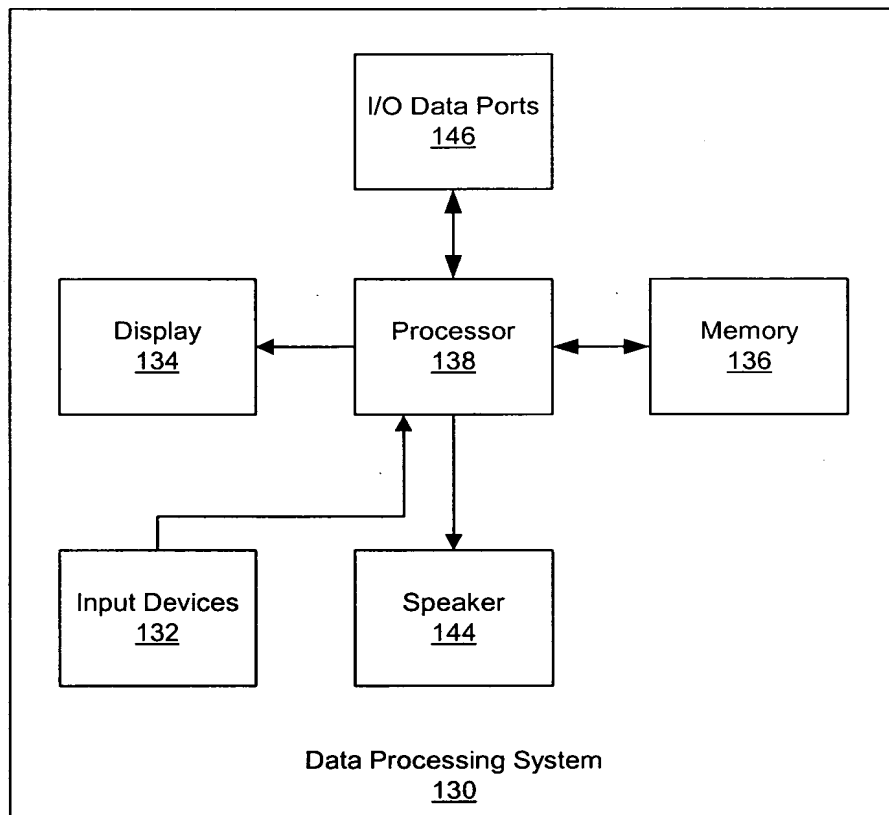 I/O Data Ports
146
Display
134
Processor
138
Memory
136
Input Devices
132
Speaker
144
Data Processing System
130